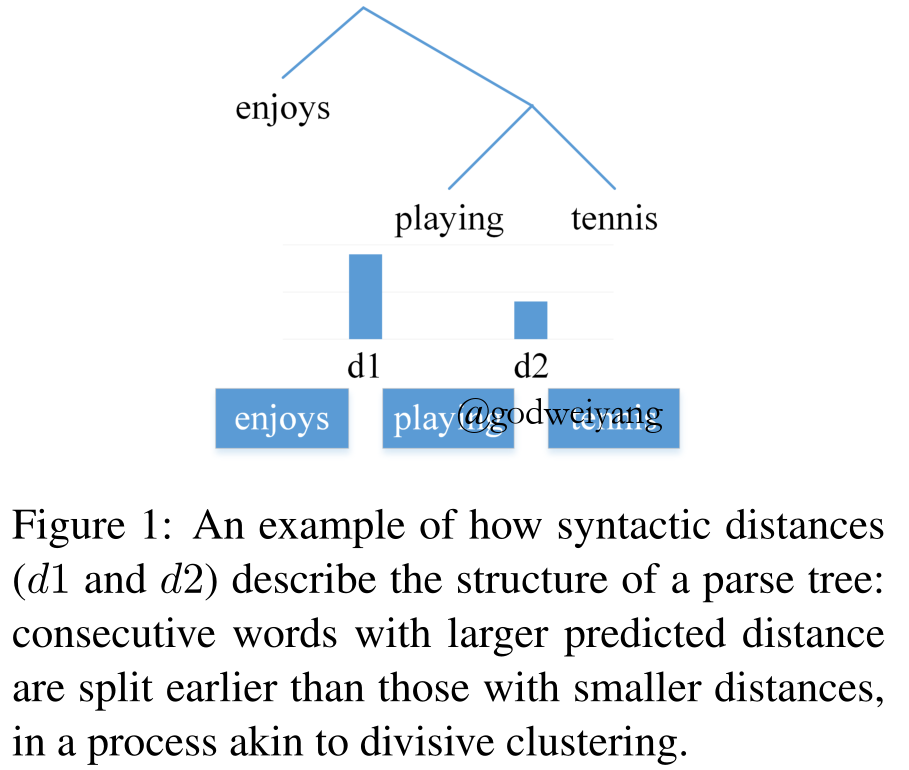 enjoys
playing tennis
d1 d2
enjoys playing tennis
@godweiyang
Figure 1: An example of how syntactic distances
(d1 and d2) describe the structure of a parse tree:
consecutive words with larger predicted distance
are split earlier than those with smaller distances,
in a process akin to divisive clustering.